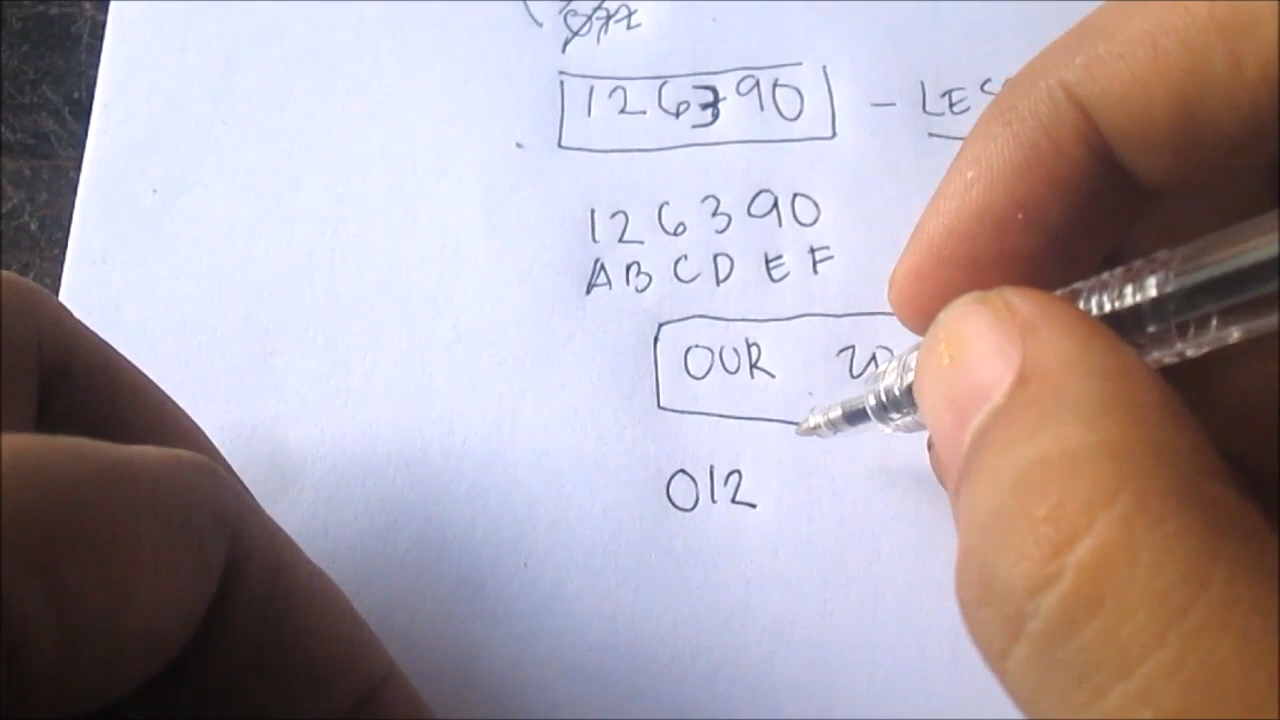 126390 –
126390
ABCDEF
OUR
012